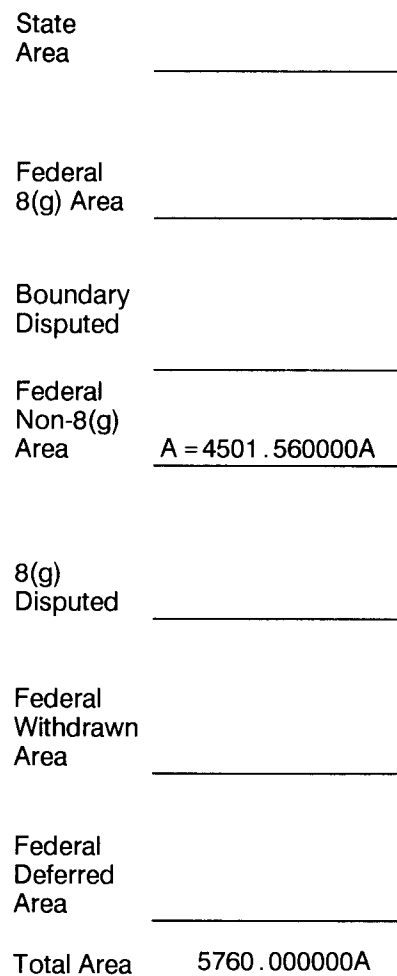 State
Area
Federal
8(g) Area
Boundary
Disputed
Federal
Non-8(g)
Area A = 4501.560000A
8(g)
Disputed
Federal
Withdrawn
Area
Federal
Deferred
Area
Total Area 5760.000000A